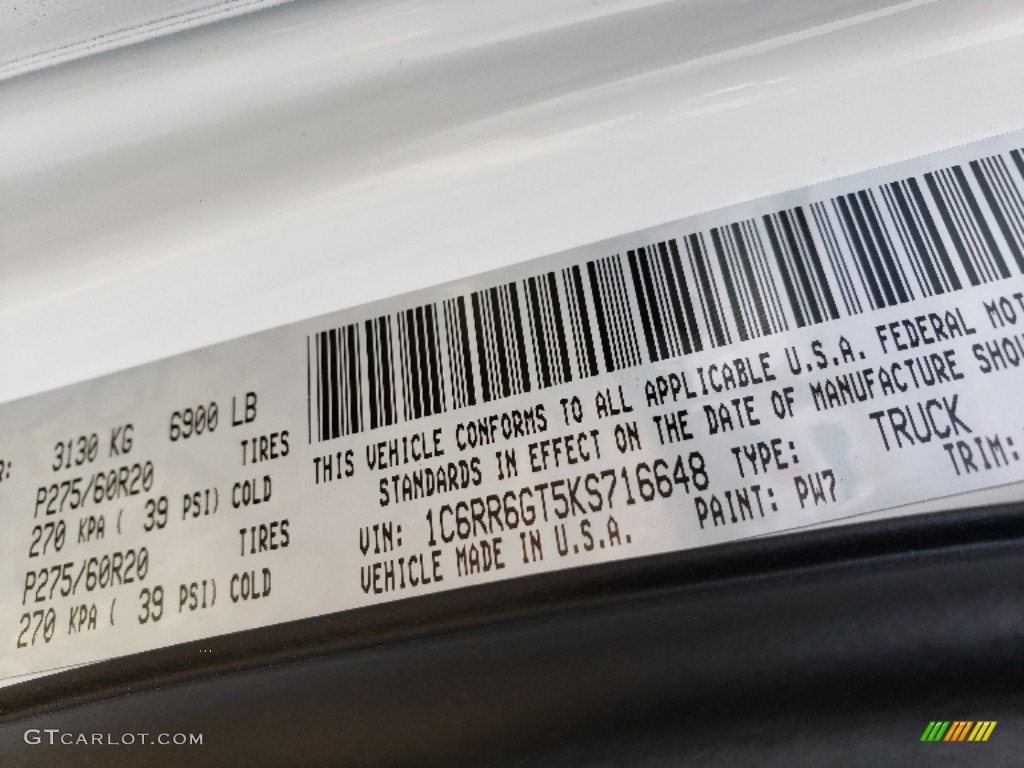 R: 3130 KG 6900 LB
P275/60R20 TIRES
270 KPA ( 39 PSI) COLD
P275/60R20 TIRES
270 KPA ( 39 PSI) COLD
THIS VEHICLE CONFORMS TO ALL APPLICABLE U.S.A. FEDERAL MOT
STANDARDS IN EFFECT ON THE DATE OF MANUFACTURE SHOU
VIN: 1C6RR6GT5KS716648 TYPE: TRUCK
VEHICLE MADE IN U.S.A. PAINT: PW7 TRIM:
GTCARLOT.COM